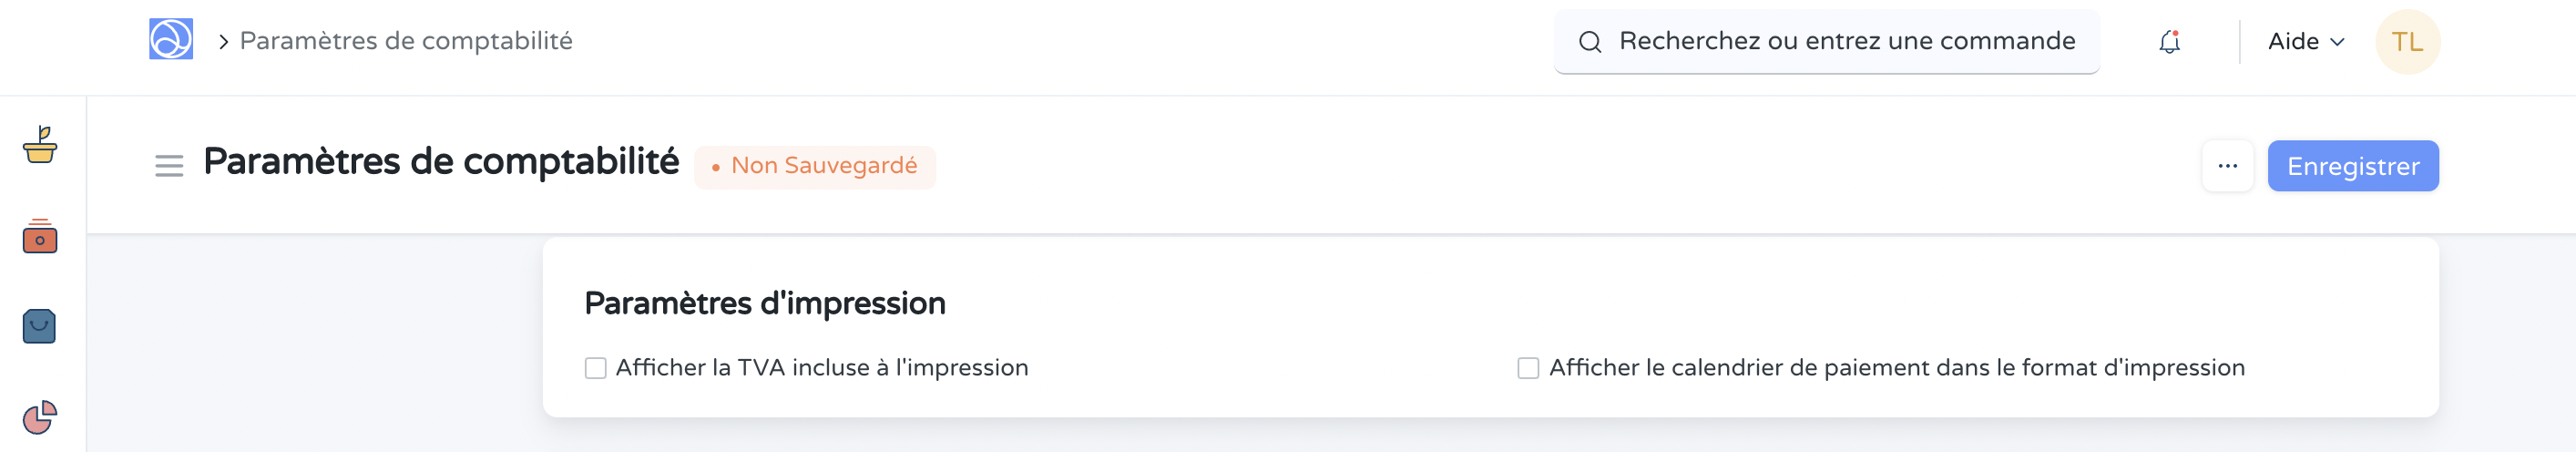 Paramètres de comptabilité
Recherchez ou entrez une commande
Aide
TL
Paramètres de comptabilité
Non Sauvegardé
Enregistrer
Paramètres d'impression
Afficher la TVA incluse à l'impression
Afficher le calendrier de paiement dans le format d'impression